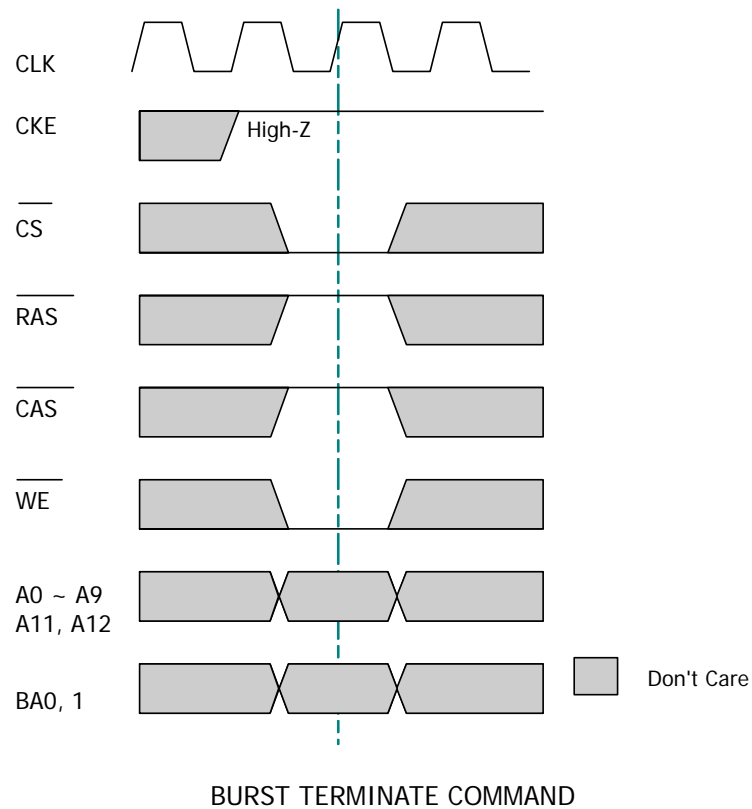 CLK
CKE
High-Z
CS
RAS
CAS
WE
A0 ~ A9
A11, A12
BA0, 1
Don't Care
BURST TERMINATE COMMAND